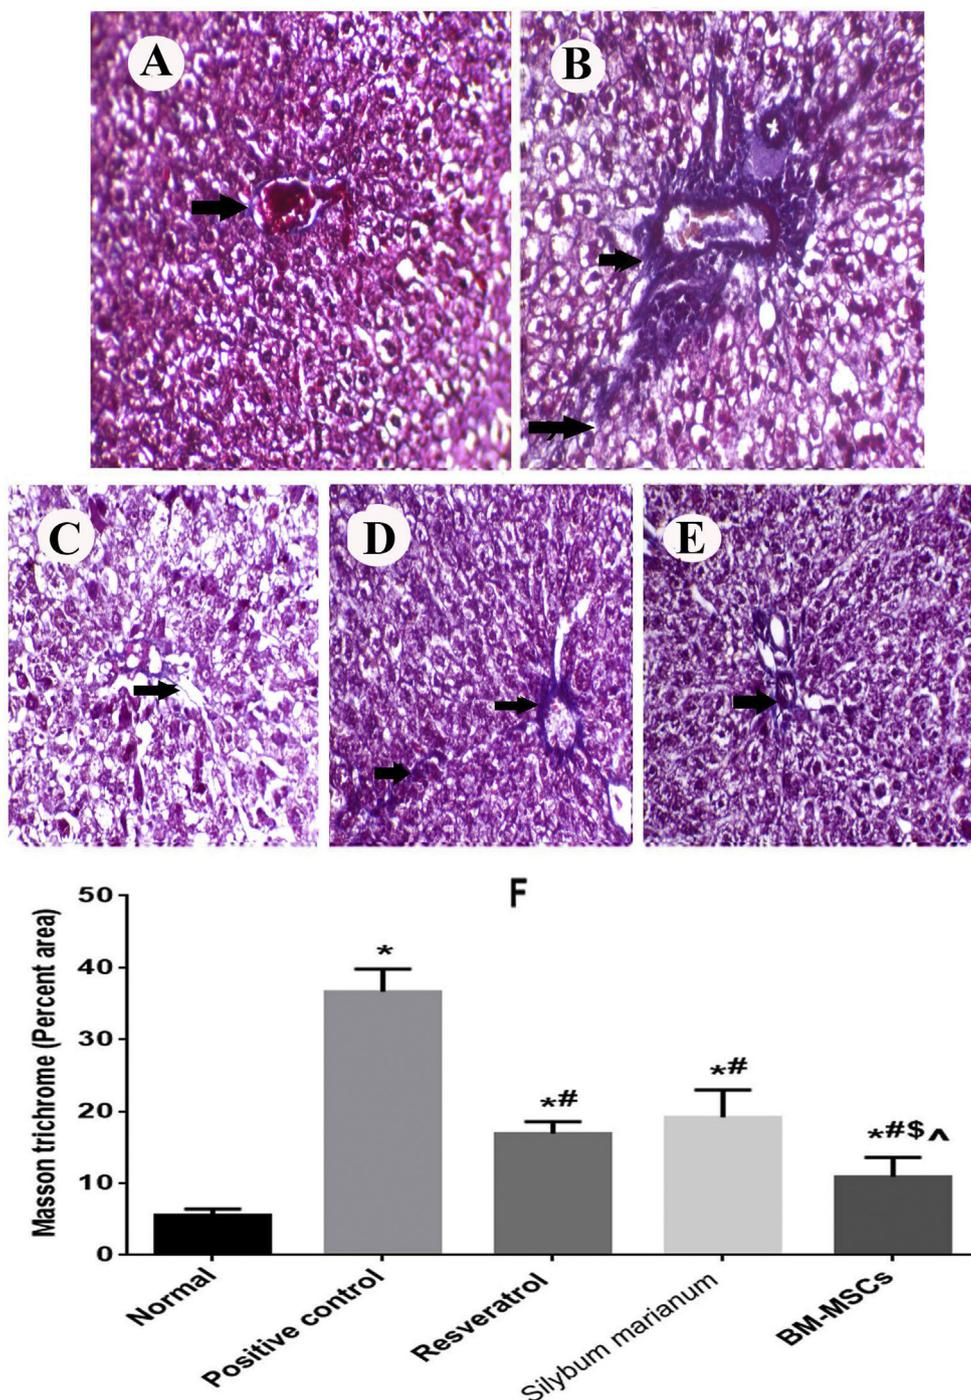 A
B
C
D
E
F
Masson trichrome (Percent area)
50
40
30
20
10
0
*
*#
*#
*#$^
Normal
Positive control
Resveratrol
Silybum marianum
BM-MSCs